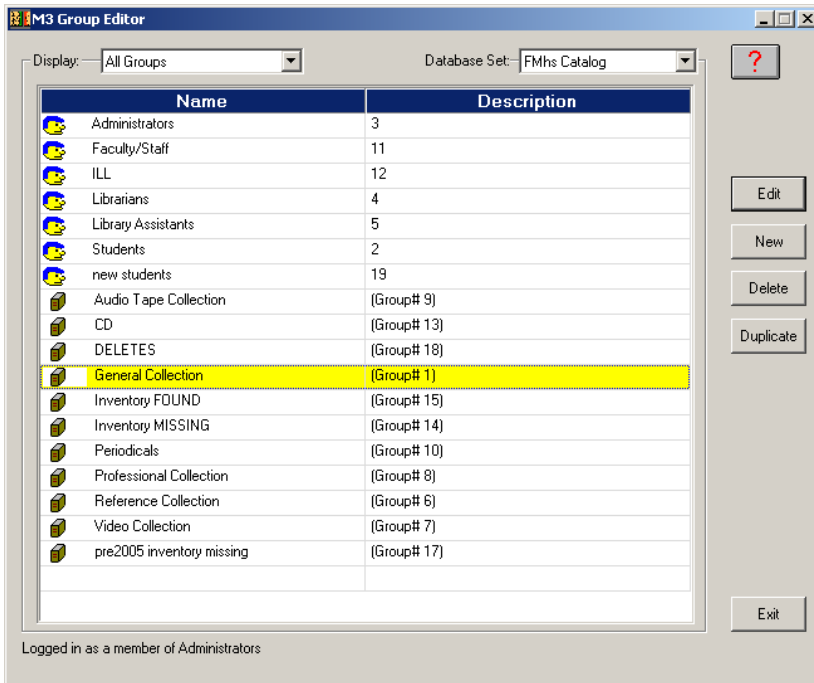 M3 Group Editor
Display: All Groups Database Set: FMhs Catalog ?
Name Description
Administrators 3
Faculty/Staff 11
ILL 12
Librarians 4
Library Assistants 5
Students 2
new students 19
Audio Tape Collection (Group# 9)
CD (Group# 13)
DELETES (Group# 18)
General Collection (Group# 1)
Inventory FOUND (Group# 15)
Inventory MISSING (Group# 14)
Periodicals (Group# 10)
Professional Collection (Group# 8)
Reference Collection (Group# 6)
Video Collection (Group# 7)
pre2005 inventory missing (Group# 17)
Edit
New
Delete
Duplicate
Exit
Logged in as a member of Administrators